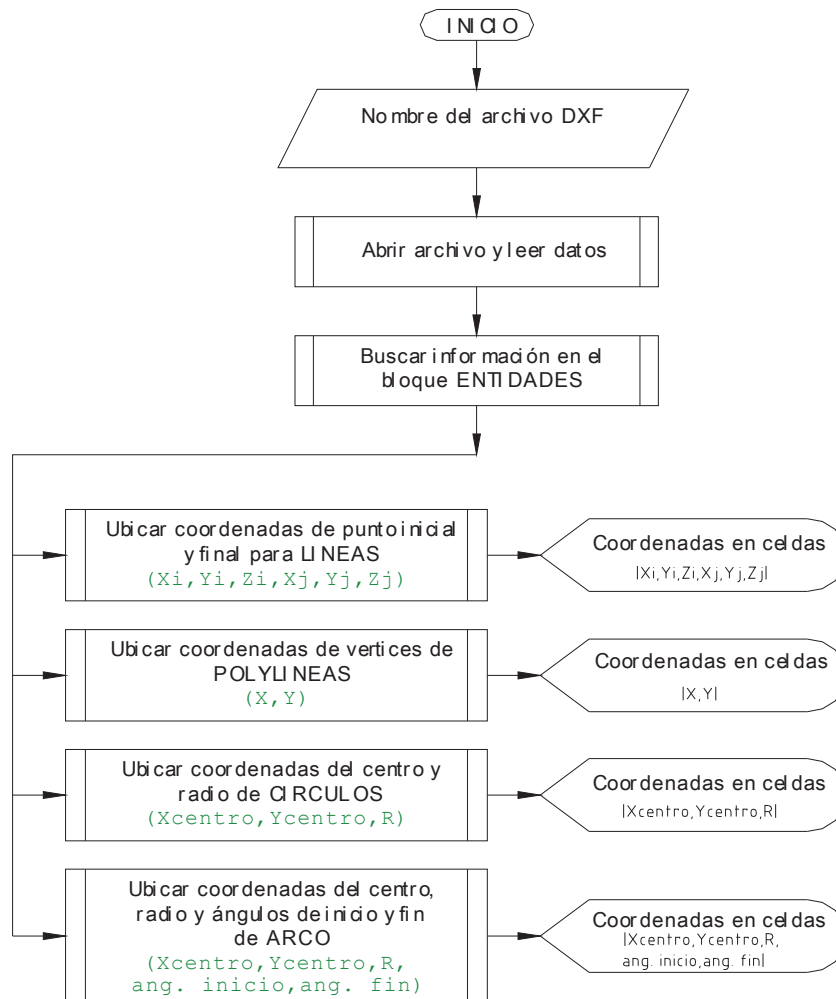 INICIO
Nombre del archivo DXF
Abrir archivo y leer datos
Buscar información en el
bloque ENTIDADES
Ubicar coordenadas de punto inicial
y final para LINEAS
(Xi,Yi,Zi,Xj,Yj,Zj)
Coordenadas en celdas
|Xi,Yi,Zi,Xj,Yj,Zj|
Ubicar coordenadas de vertices de
POLYLINEAS
(X,Y)
Coordenadas en celdas
|X,Y|
Ubicar coordenadas del centro y
radio de CIRCULOS
(Xcentro,Ycentro,R)
Coordenadas en celdas
|Xcentro,Ycentro,R|
Ubicar coordenadas del centro,
radio y ángulos de inicio y fin
de ARCO
(Xcentro,Ycentro,R,
ang. inicio,ang. fin)
Coordenadas en celdas
|Xcentro,Ycentro,R,
ang. inicio,ang. fin|